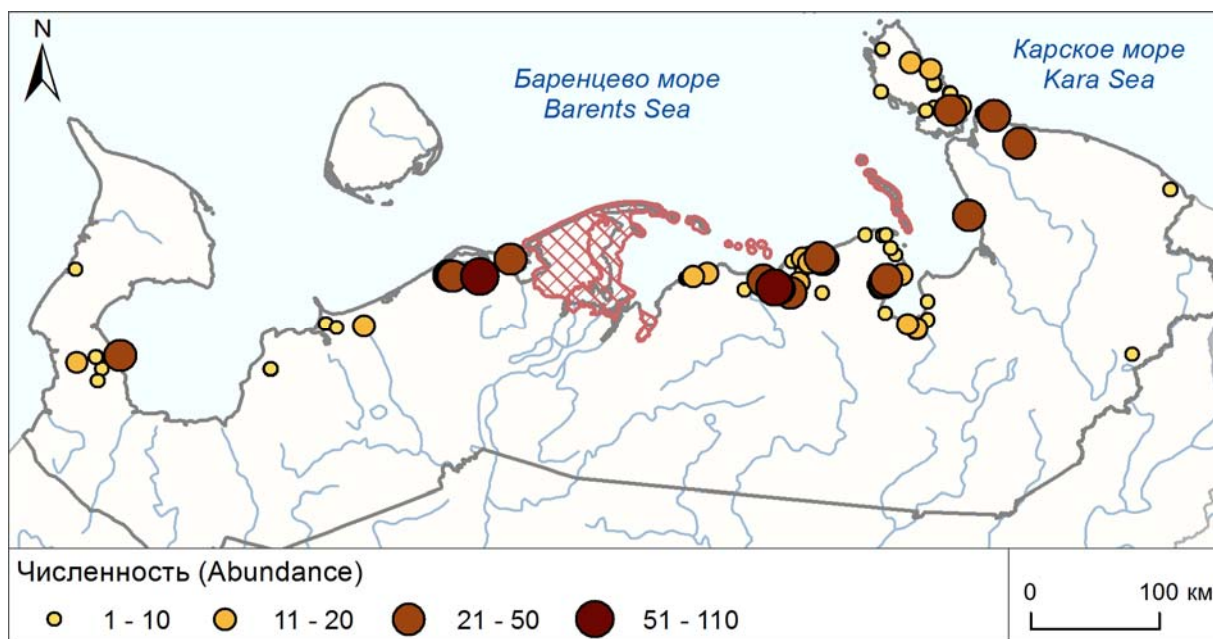 N
Баренцево море
Barents Sea
Карское море
Kara Sea
Численность (Abundance)
1 - 10
11 - 20
21 - 50
51 - 110
0 100 км